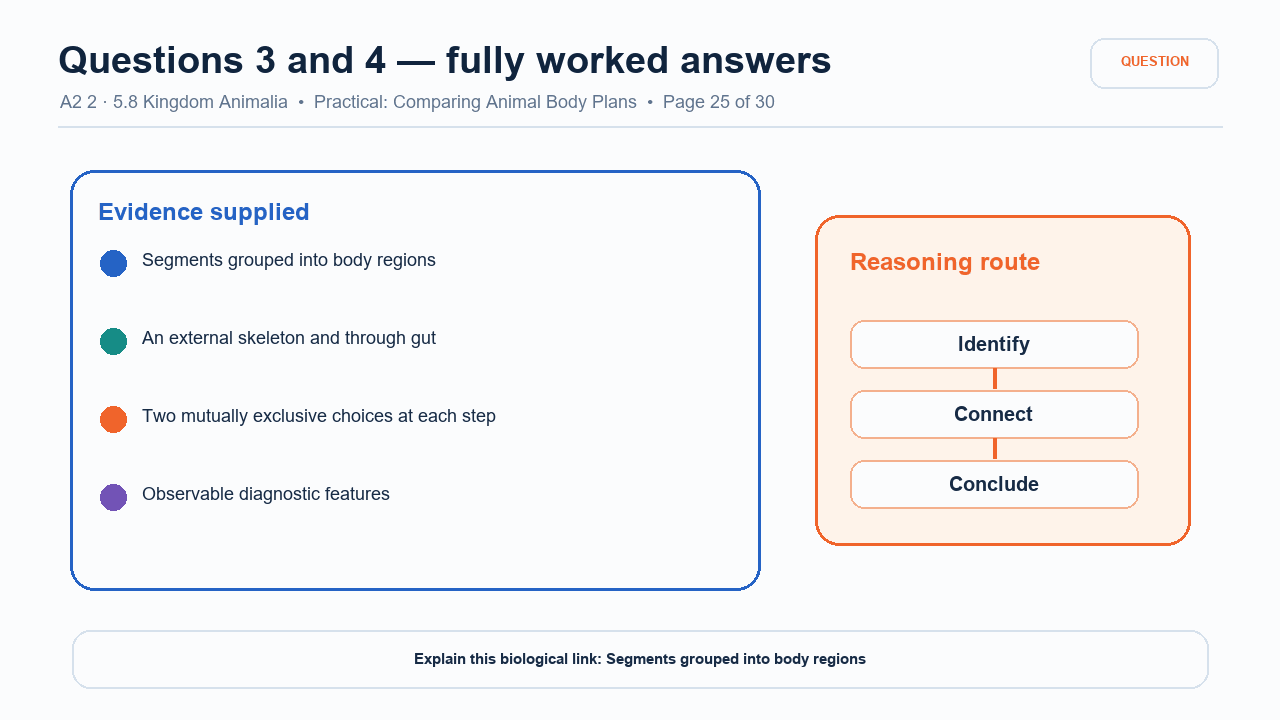 Questions 3 and 4 — fully worked answers
QUESTION
A2 2 · 5.8 Kingdom Animalia • Practical: Comparing Animal Body Plans • Page 25 of 30
Evidence supplied
Segments grouped into body regions
An external skeleton and through gut
Two mutually exclusive choices at each step
Observable diagnostic features
Reasoning route
Identify
Connect
Conclude
Explain this biological link: Segments grouped into body regions